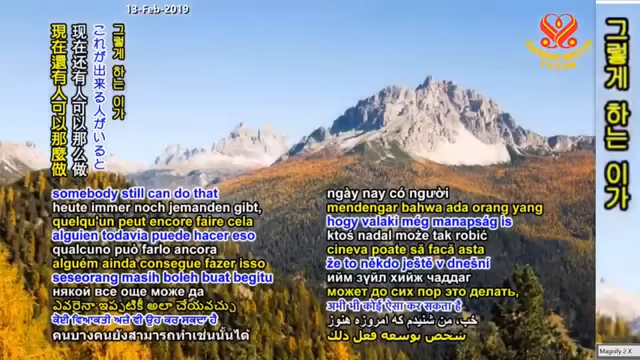 13-Feb-2019
그렇게 하는 이가
これが出来る人がいると
现在还有人可以那么做
現在還有人可以那麼做
somebody still can do that
heute immer noch jemanden gibt,
quelqu'un peut encore faire cela
alguien todavia puede hacer eso
qualcuno può farlo ancora
alguém ainda consegue fazer isso
seseorang masih boleh buat begitu
някой все още може да
ఎవరైనా ఇప్పటికీ అలా చేయవచ్చు
ਕੋਈ ਵਿਅਕਤੀ ਅਜੇ ਵੀ ਉਹ ਕਰ ਸਕਦਾ ਹੈ
คนบางคนยังสามารถทำเช่นนั้นได้
ngày nay có người
mendengar bahwa ada orang yang
hogy valaki még manapság is
ktoś nadal może tak robić
cineva poate să facă asta
že to někdo ještě v dnešní
ийм зүйл хийж чаддаг
может до сих пор это делать,
अभी भी कोई ऐसा कर सकता है
خب، من شنیدم که امروزه هنوز
شخص بوسعه فعل ذلك
그렇게 하는 이가
Magnify 2 X